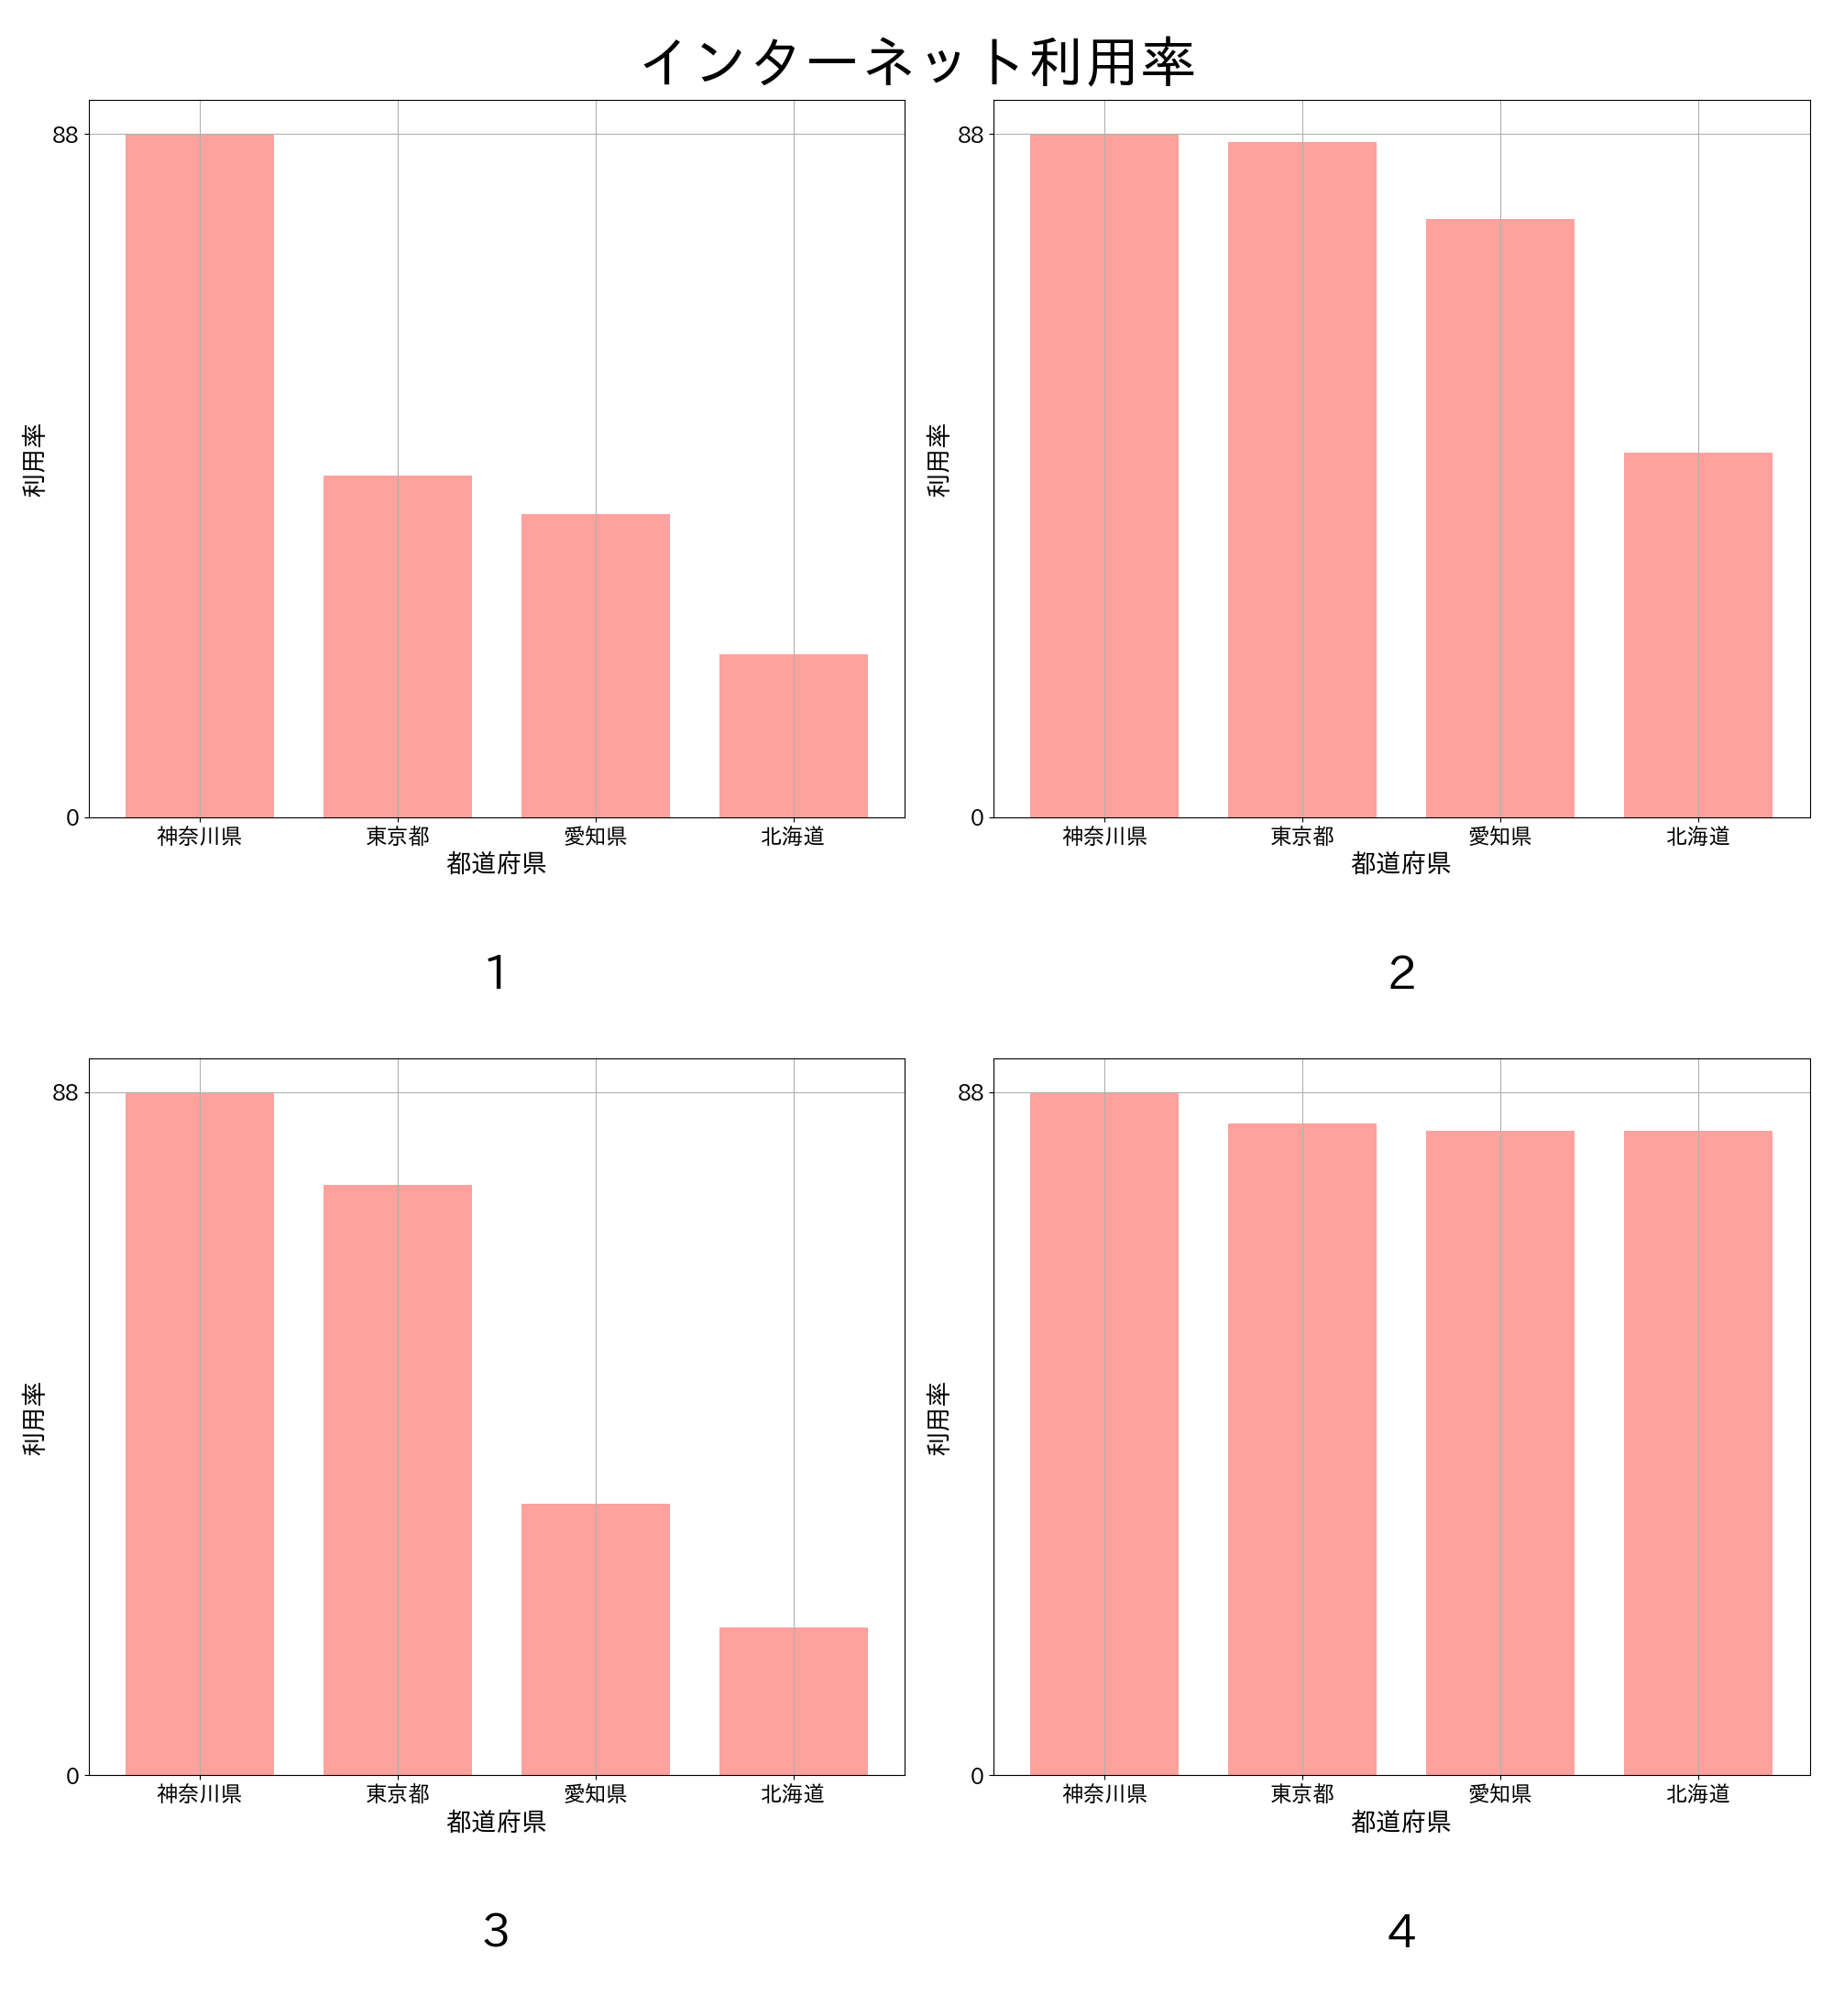 インターネット利用率
88
0
利用率
神奈川県 東京都 愛知県 北海道
都道府県
1
88
0
利用率
神奈川県 東京都 愛知県 北海道
都道府県
2
88
0
利用率
神奈川県 東京都 愛知県 北海道
都道府県
3
88
0
利用率
神奈川県 東京都 愛知県 北海道
都道府県
4